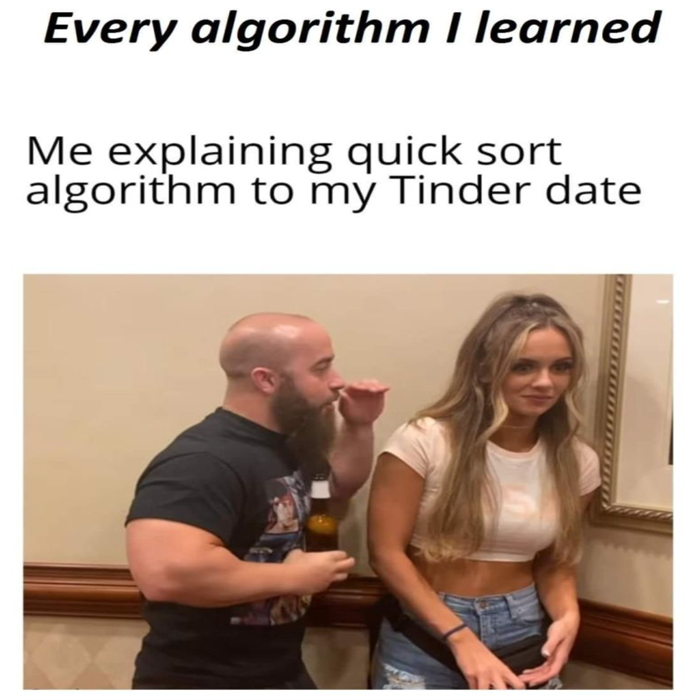 Every algorithm I learned
Me explaining quick sort
algorithm to my Tinder date